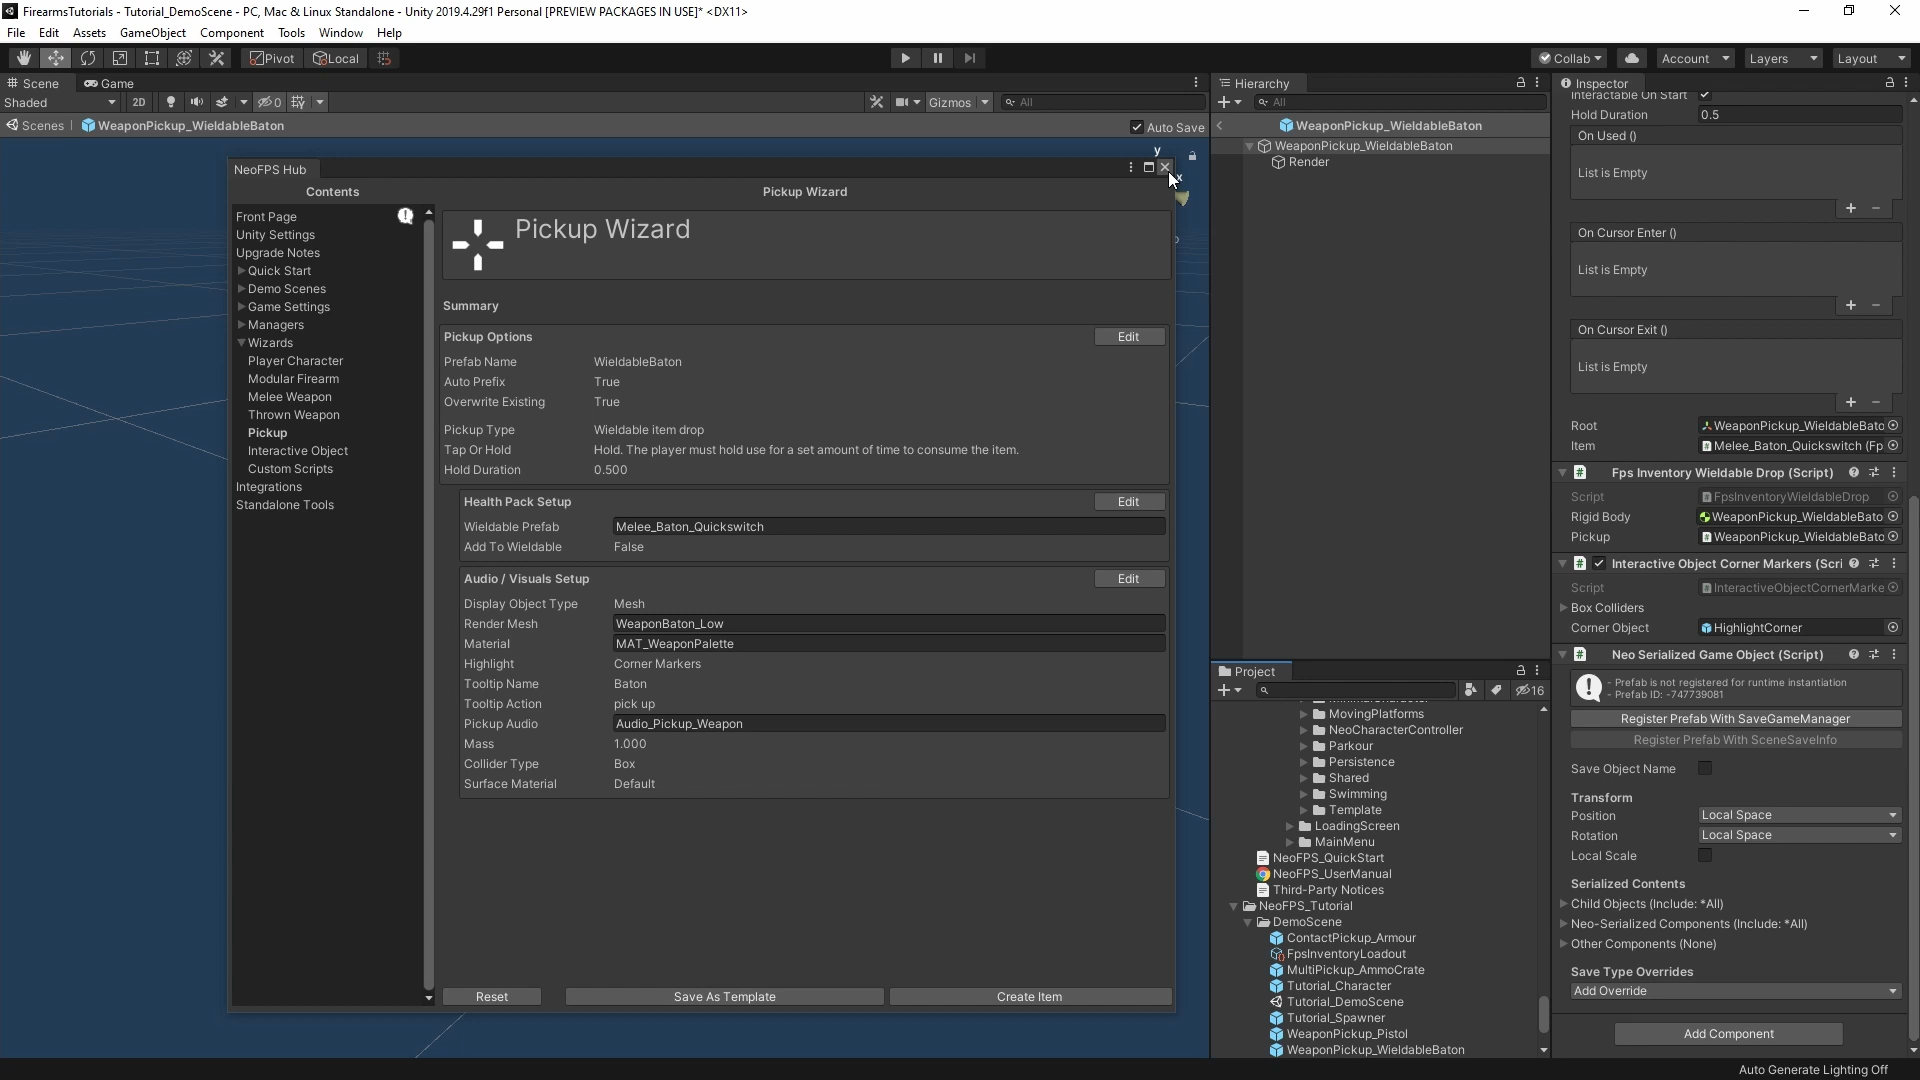 FirearmsTutorials - Tutorial_DemoScene - PC, Mac & Linux Standalone - Unity 2019.4.29f1 Personal [PREVIEW PACKAGES IN USE]* <DX11>
File Edit Assets GameObject Component Tools Window Help
Pivot Local Collab Account Layers Layout
Scene Game
Shaded 2D 0 Gizmos All
Scenes WeaponPickup_WieldableBaton Auto Save
y
x
NeoFPS Hub
Contents
Front Page
Unity Settings
Upgrade Notes
Quick Start
Demo Scenes
Game Settings
Managers
Wizards
Player Character
Modular Firearm
Melee Weapon
Thrown Weapon
Pickup
Interactive Object
Custom Scripts
Integrations
Standalone Tools
Pickup Wizard
Pickup Wizard
Summary
Pickup Options Edit
Prefab Name WieldableBaton
Auto Prefix True
Overwrite Existing True
Pickup Type Wieldable item drop
Tap Or Hold Hold. The player must hold use for a set amount of time to consume the item.
Hold Duration 0.500
Health Pack Setup Edit
Wieldable Prefab Melee_Baton_Quickswitch
Add To Wieldable False
Audio / Visuals Setup Edit
Display Object Type Mesh
Render Mesh WeaponBaton_Low
Material MAT_WeaponPalette
Highlight Corner Markers
Tooltip Name Baton
Tooltip Action pick up
Pickup Audio Audio_Pickup_Weapon
Mass 1.000
Collider Type Box
Surface Material Default
Reset Save As Template Create Item
Hierarchy
All
WeaponPickup_WieldableBaton
WeaponPickup_WieldableBaton
Render
Project
16
MovingPlatforms
NeoCharacterController
Parkour
Persistence
Shared
Swimming
Template
LoadingScreen
MainMenu
NeoFPS_QuickStart
NeoFPS_UserManual
Third-Party Notices
NeoFPS_Tutorial
DemoScene
ContactPickup_Armour
FpsInventoryLoadout
MultiPickup_AmmoCrate
Tutorial_Character
Tutorial_DemoScene
Tutorial_Spawner
WeaponPickup_Pistol
WeaponPickup_WieldableBaton
Inspector
Interactable On Start
Hold Duration 0.5
On Used ()
List is Empty
On Cursor Enter ()
List is Empty
On Cursor Exit ()
List is Empty
Root WeaponPickup_WieldableBato
Item Melee_Baton_Quickswitch (Fp
Fps Inventory Wieldable Drop (Script)
Script FpsInventoryWieldableDrop
Rigid Body WeaponPickup_WieldableBato
Pickup WeaponPickup_WieldableBato
Interactive Object Corner Markers (Scri
Script InteractiveObjectCornerMarke
Box Colliders
Corner Object HighlightCorner
Neo Serialized Game Object (Script)
- Prefab is not registered for runtime instantiation
- Prefab ID: -747739081
Register Prefab With SaveGameManager
Register Prefab With SceneSaveInfo
Save Object Name
Transform
Position Local Space
Rotation Local Space
Local Scale
Serialized Contents
Child Objects (Include: *All)
Neo-Serialized Components (Include: *All)
Other Components (None)
Save Type Overrides
Add Override
Add Component
Auto Generate Lighting Off